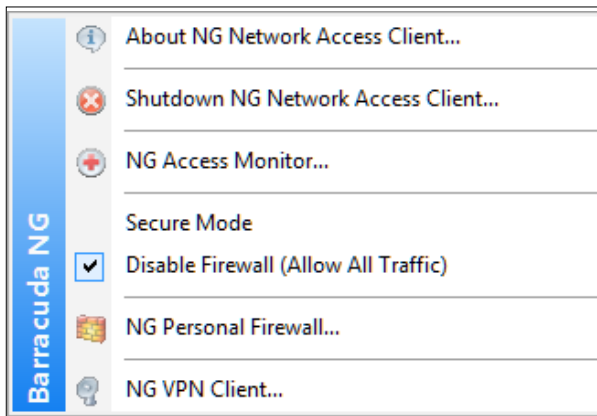 About NG Network Access Client...
Shutdown NG Network Access Client...
NG Access Monitor...
Secure Mode
Disable Firewall (Allow All Traffic)
NG Personal Firewall...
NG VPN Client...
Barracuda NG